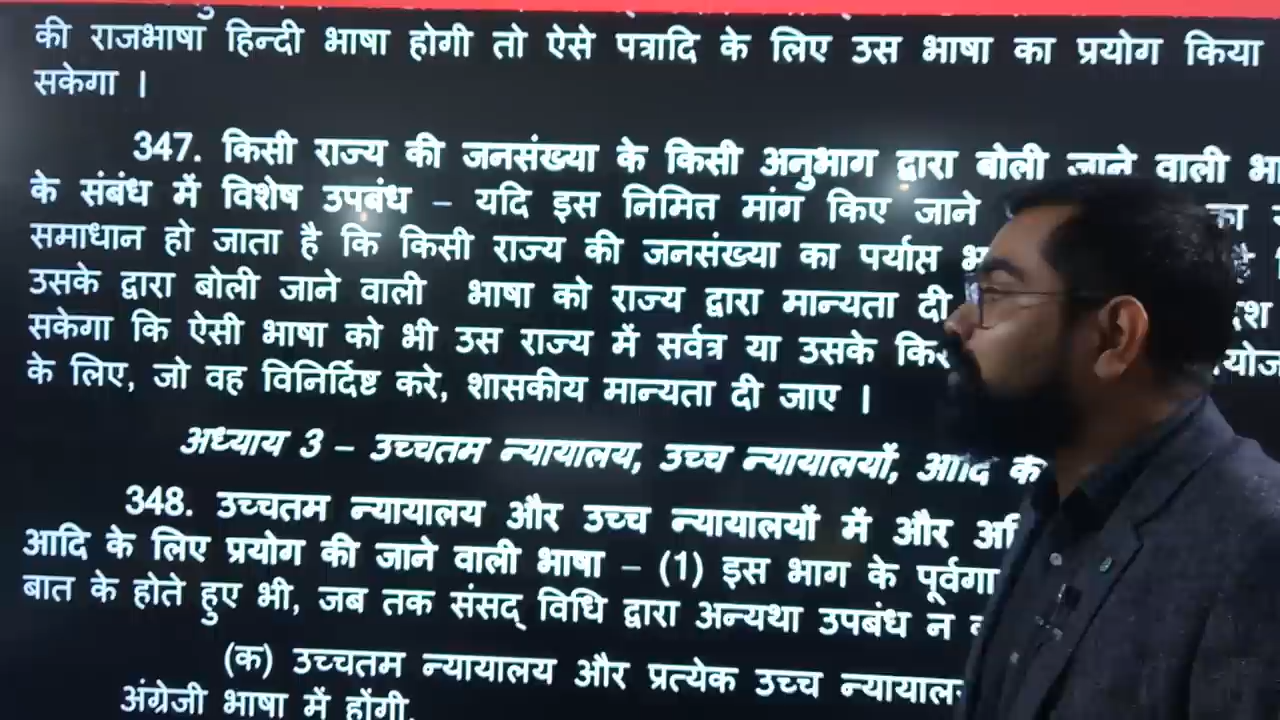 की राजभाषा हिन्दी भाषा होगी तो ऐसे पत्रादि के लिए उस भाषा का प्रयोग किया
सकेगा ।
347. किसी राज्य की जनसंख्या के किसी अनुभाग द्वारा बोली जाने वाली
के संबंध में विशेष उपबंध – यदि इस निमित्त मांग किए जाने का
समाधान हो जाता है कि किसी राज्य की जनसंख्या का पर्याप्त
उसके द्वारा बोली जाने वाली भाषा को राज्य द्वारा मान्यता दी
सकेगा कि ऐसी भाषा को भी उस राज्य में सर्वत्र या उसके
के लिए, जो वह विनिर्दिष्ट करे, शासकीय मान्यता दी जाए ।
अध्याय 3 – उच्चतम न्यायालय, उच्च न्यायालयों, आदि
348. उच्चतम न्यायालय और उच्च न्यायालयों में और
आदि के लिए प्रयोग की जाने वाली भाषा – (1) इस भाग के
बात के होते हुए भी, जब तक संसद् विधि द्वारा अन्यथा उपबंध न
(क) उच्चतम न्यायालय और प्रत्येक उच्च
अंग्रेजी भाषा में होंगी,